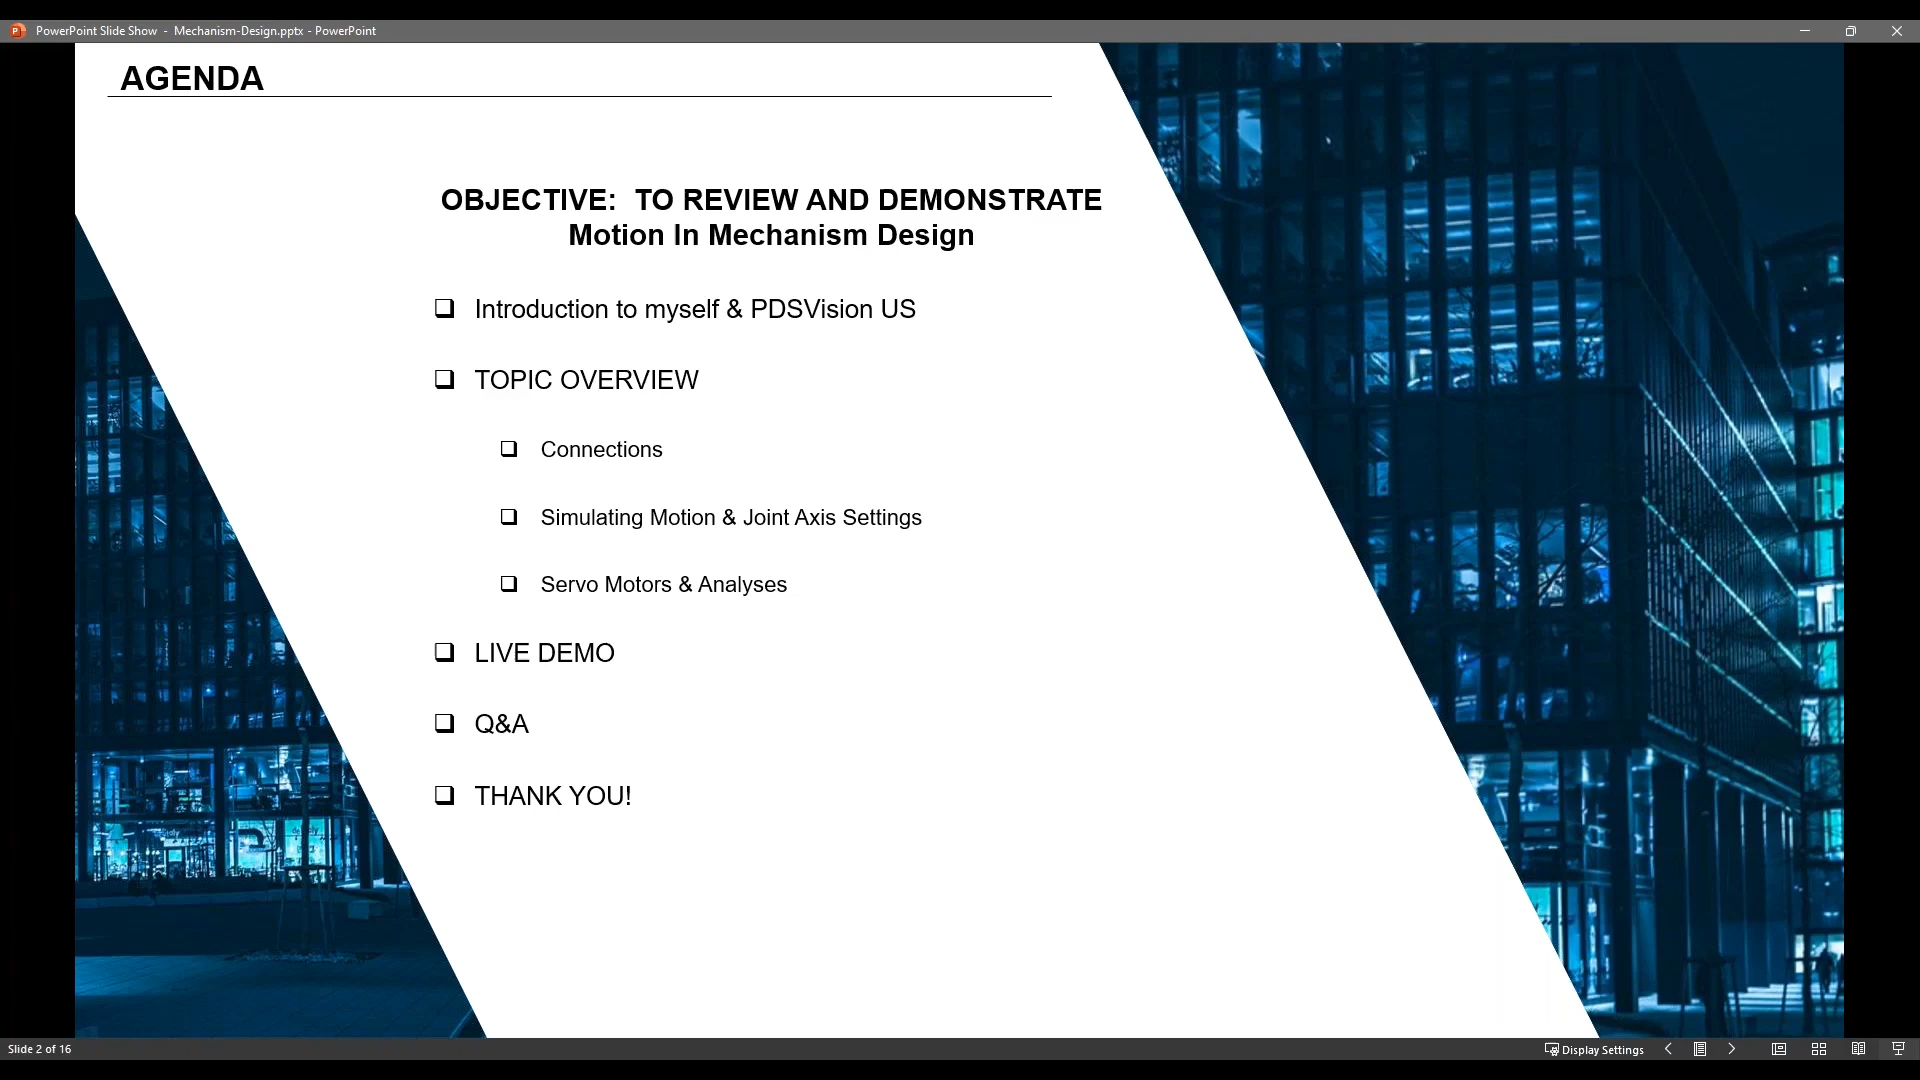 PowerPoint Slide Show - Mechanism-Design.pptx - PowerPoint
AGENDA
OBJECTIVE: TO REVIEW AND DEMONSTRATE
Motion In Mechanism Design
Introduction to myself & PDSVision US
TOPIC OVERVIEW
Connections
Simulating Motion & Joint Axis Settings
Servo Motors & Analyses
LIVE DEMO
Q&A
THANK YOU!
Slide 2 of 16
Display Settings